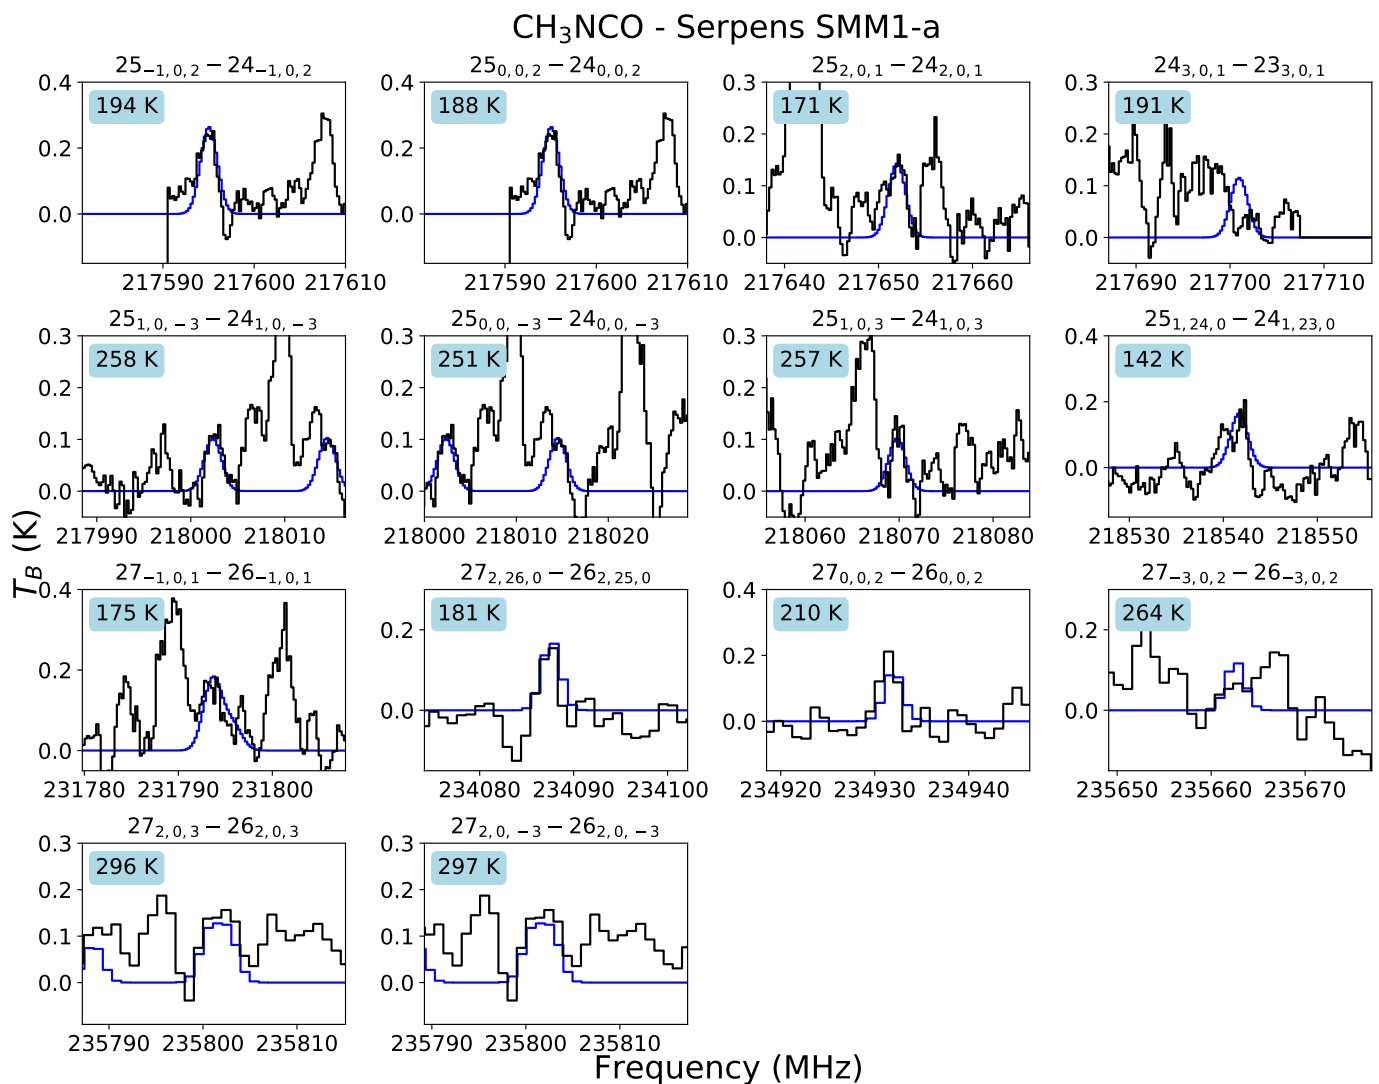 CH₃NCO - Serpens SMM1-a
25₋₁,₀,₂ − 24₋₁,₀,₂
25₀,₀,₂ − 24₀,₀,₂
25₂,₀,₁ − 24₂,₀,₁
24₃,₀,₁ − 23₃,₀,₁
194 K
188 K
171 K
191 K
0.4
0.2
0.0
0.4
0.2
0.0
0.3
0.2
0.1
0.0
0.3
0.2
0.1
0.0
217590 217600 217610
217590 217600 217610
217640 217650 217660
217690 217700 217710
25₁,₀,₋₃ − 24₁,₀,₋₃
25₀,₀,₋₃ − 24₀,₀,₋₃
25₁,₀,₃ − 24₁,₀,₃
25₁,₂₄,₀ − 24₁,₂₃,₀
258 K
251 K
257 K
142 K
0.3
0.2
0.1
0.0
0.3
0.2
0.1
0.0
0.3
0.2
0.1
0.0
0.4
0.2
0.0
217990 218000 218010
218000 218010 218020
218060 218070 218080
218530 218540 218550
T_B (K)
27₋₁,₀,₁ − 26₋₁,₀,₁
27₂,₂₆,₀ − 26₂,₂₅,₀
27₀,₀,₂ − 26₀,₀,₂
27₋₃,₀,₂ − 26₋₃,₀,₂
175 K
181 K
210 K
264 K
0.4
0.2
0.0
0.2
0.0
0.4
0.2
0.0
0.2
0.0
231780 231790 231800
234080 234090 234100
234920 234930 234940
235650 235660 235670
27₂,₀,₃ − 26₂,₀,₃
27₂,₀,₋₃ − 26₂,₀,₋₃
296 K
297 K
0.3
0.2
0.1
0.0
0.3
0.2
0.1
0.0
235790 235800 235810
235790 235800 235810
Frequency (MHz)